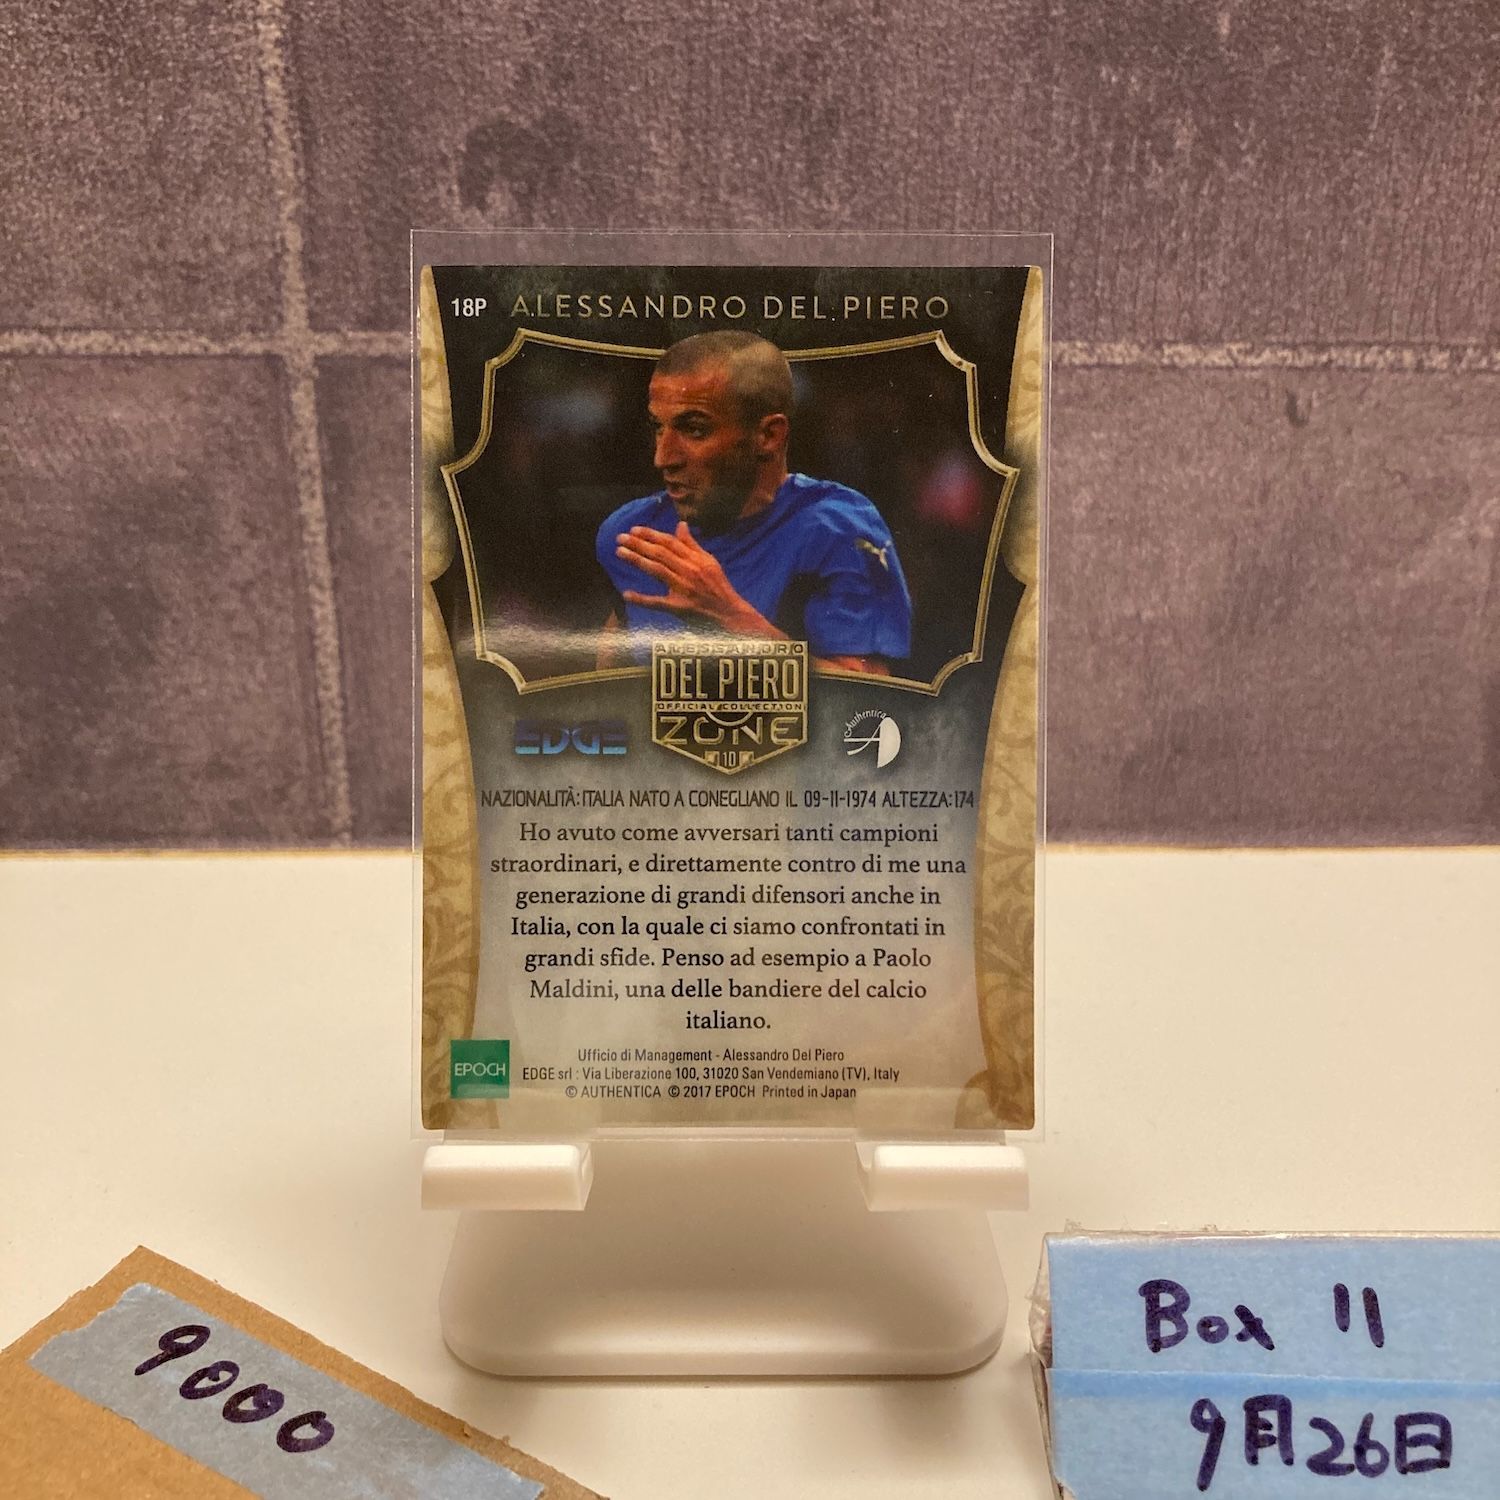 18P ALESSANDRO DEL PIERO
ALESSANDRO
DEL PIERO
OFFICIAL COLLECTION
ZONE
10
EDGE
Authentica
NAZIONALITÀ: ITALIA NATO A CONEGLIANO IL 09-11-1974 ALTEZZA:174
Ho avuto come avversari tanti campioni
straordinari, e direttamente contro di me una
generazione di grandi difensori anche in
Italia, con la quale ci siamo confrontati in
grandi sfide. Penso ad esempio a Paolo
Maldini, una delle bandiere del calcio
italiano.
EPOCH
Ufficio di Management - Alessandro Del Piero
EDGE srl : Via Liberazione 100, 31020 San Vendemiano (TV), Italy
© AUTHENTICA © 2017 EPOCH Printed in Japan
9000
Box 11
9月26日